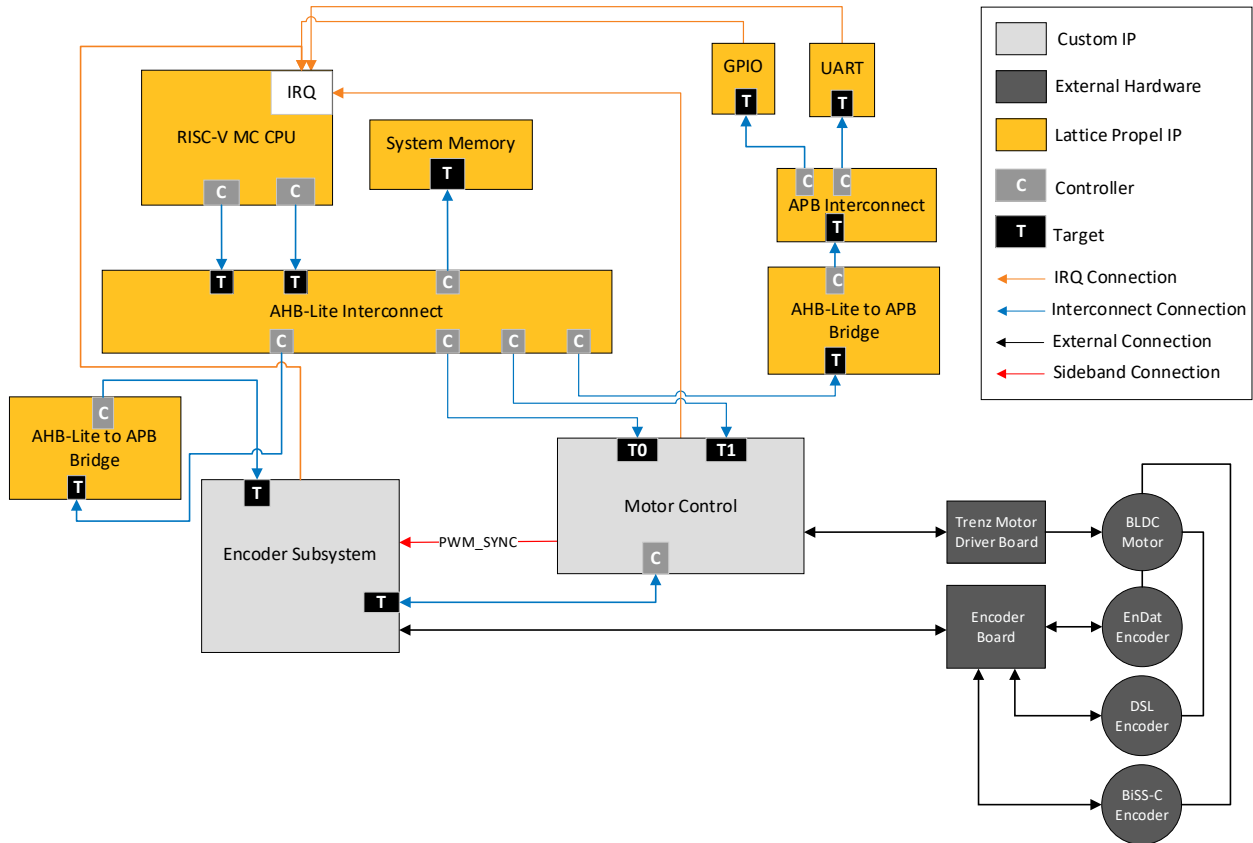 GPIO
T
UART
T
IRQ
RISC-V MC CPU
C
C
System Memory
T
C
C
APB Interconnect
T
T
T
C
AHB-Lite Interconnect
C
C
C
C
C
AHB-Lite to APB
Bridge
T
C
AHB-Lite to APB
Bridge
T
T0
T1
Motor Control
C
T
Encoder Subsystem
T
PWM_SYNC
Trenz Motor
Driver Board
BLDC
Motor
Encoder
Board
EnDat
Encoder
DSL
Encoder
BiSS-C
Encoder
Custom IP
External Hardware
Lattice Propel IP
C
Controller
T
Target
IRQ Connection
Interconnect Connection
External Connection
Sideband Connection